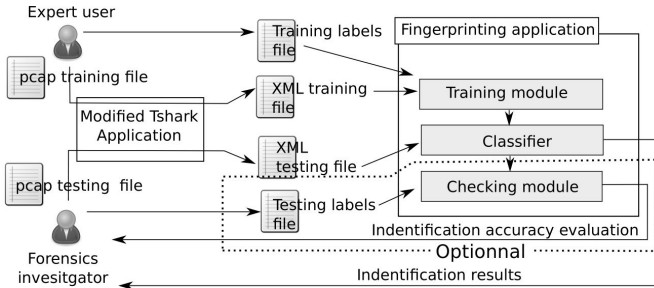 Expert user
Training labels
file
Fingerprinting application
pcap training file
XML training
file
Training module
Modified Tshark
Application
XML
testing file
Classifier
pcap testing file
Testing labels
file
Checking module
Indentification accuracy evaluation
Optionnal
Forensics
invesitgator
Indentification results